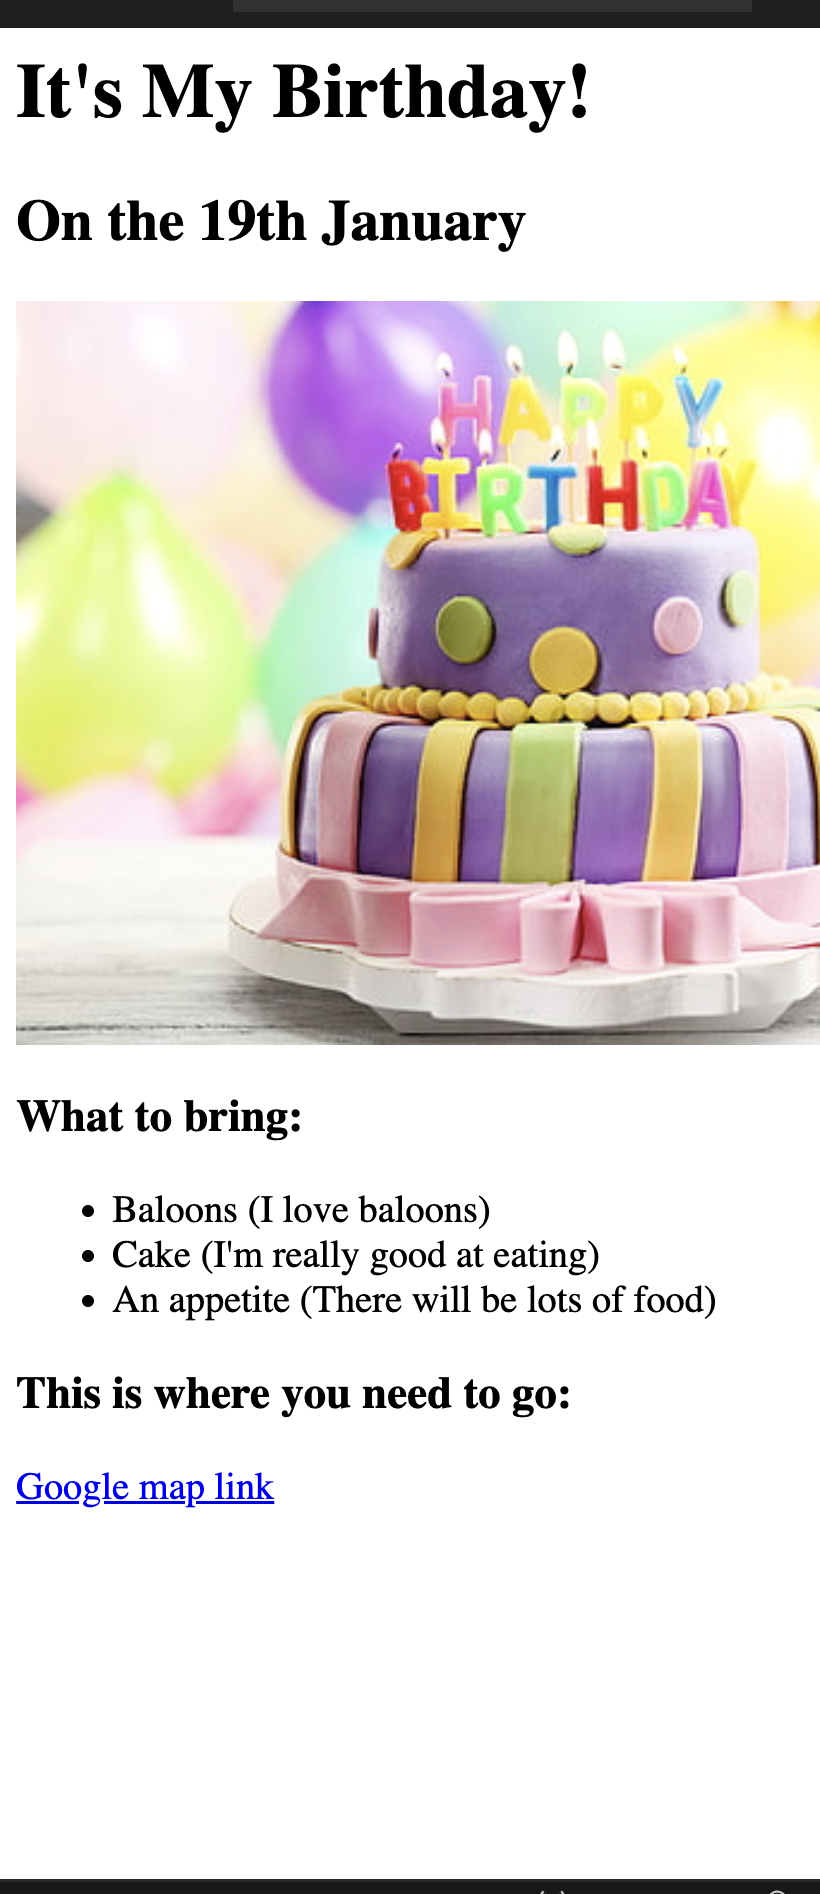 It's My Birthday!
On the 19th January
HAPPY
BIRTHDAY
What to bring:
Baloons (I love baloons)
Cake (I'm really good at eating)
An appetite (There will be lots of food)
This is where you need to go:
Google map link